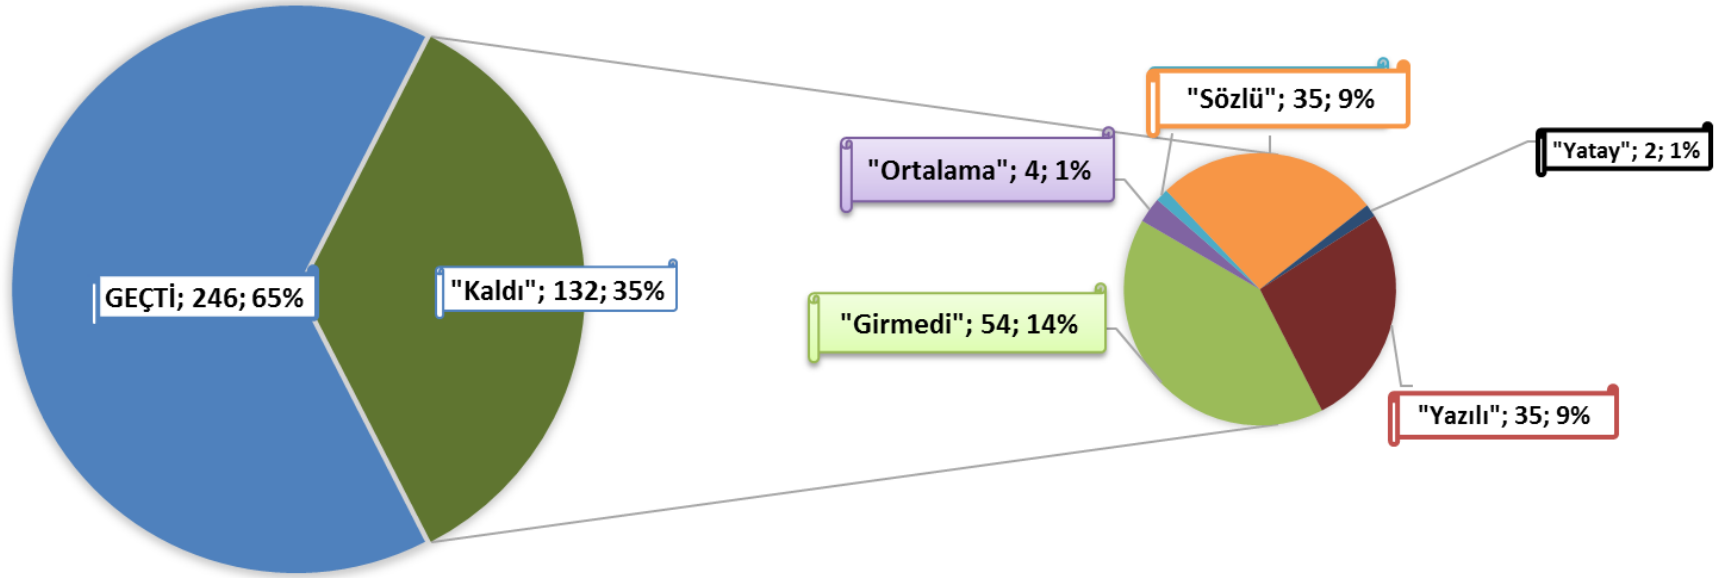 GEÇTİ; 246; 65%
"Kaldı"; 132; 35%
"Sözlü"; 35; 9%
"Ortalama"; 4; 1%
"Yatay"; 2; 1%
"Girmedi"; 54; 14%
"Yazılı"; 35; 9%